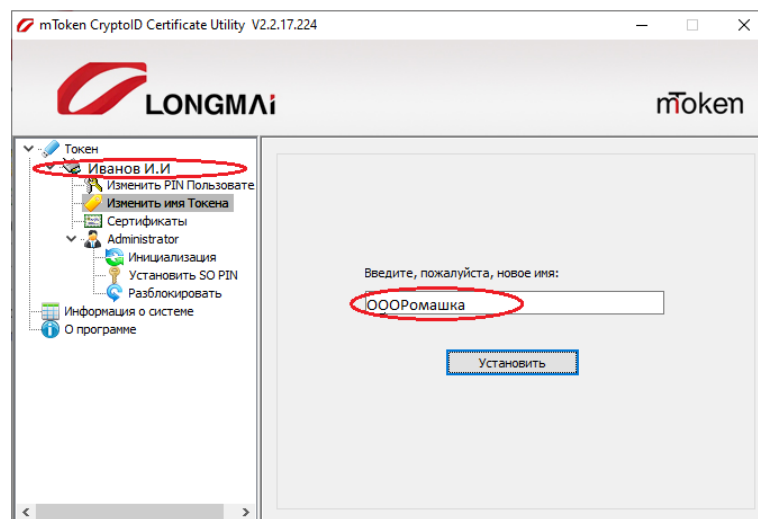 mToken CryptoID Certificate Utility V2.2.17.224
LONGMAi
mToken
Токен
Иванов И.И
Изменить PIN Пользовате
Изменить имя Токена
Сертификаты
Administrator
Инициализация
Установить SO PIN
Разблокировать
Информация о системе
О программе
Введите, пожалуйста, новое имя:
ОООРомашка
Установить